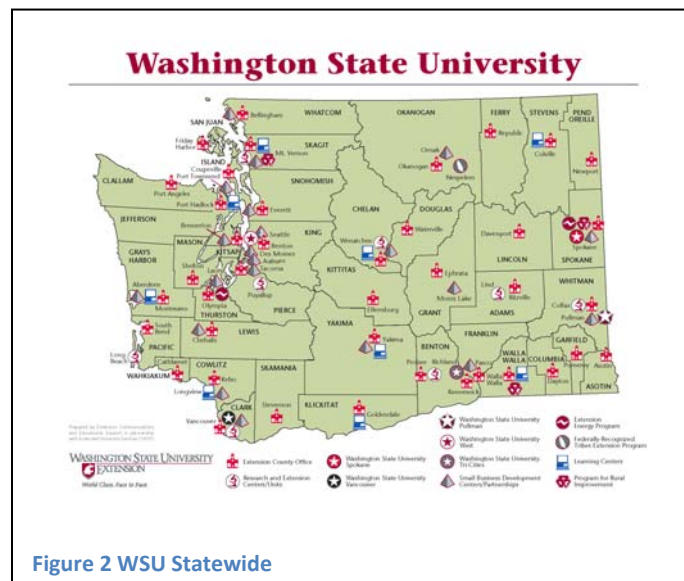 Washington State University
WHATCOM
OKANOGAN
FERRY
STEVENS
PEND
OREILLE
Bellingham
SAN JUAN
Friday
Harbor
SKAGIT
Mt. Vernon
Omak
Okanogan
Nespelem
Republic
Colville
Newport
ISLAND
Coupeville
Port Townsend
CLALLAM
Port Angeles
SNOHOMISH
Port Hadlock
Everett
CHELAN
DOUGLAS
JEFFERSON
Bremerton
Seattle
KING
Renton
Des Moines
Auburn
Tacoma
Wenatchee
Waterville
Davenport
LINCOLN
Spokane
SPOKANE
MASON
KITSAP
GRAYS
HARBOR
Shelton
Lacey
Puyallup
KITTITAS
Ephrata
Moses Lake
Lind
Ritzville
WHITMAN
Colfax
Pullman
Aberdeen
Montesano
Olympia
THURSTON
PIERCE
Ellensburg
GRANT
ADAMS
South
Bend
LEWIS
Chehalis
YAKIMA
Yakima
BENTON
FRANKLIN
Prosser
Richland
Pasco
Kennewick
WALLA
WALLA
Walla
Walla
COLUMBIA
Dayton
GARFIELD
Pomeroy
Asotin
ASOTIN
PACIFIC
Long
Beach
Cathlamet
WAHKIAKUM
COWLITZ
Kelso
Longview
SKAMANIA
CLARK
Vancouver
Stevenson
KLICKITAT
Goldendale
Washington State University
Pullman
Extension
Energy Program
Washington State University
West
Federally-Recognized
Tribes Extension Program
WASHINGTON STATE UNIVERSITY
EXTENSION
World Class. Face to Face.
Extension County Office
Washington State University
Spokane
Washington State University
Tri-Cities
Learning Centers
Research and Extension
Centers/Units
Washington State University
Vancouver
Small Business Development
Centers/Partnerships
Program for Rural
Improvement
Figure 2 WSU Statewide